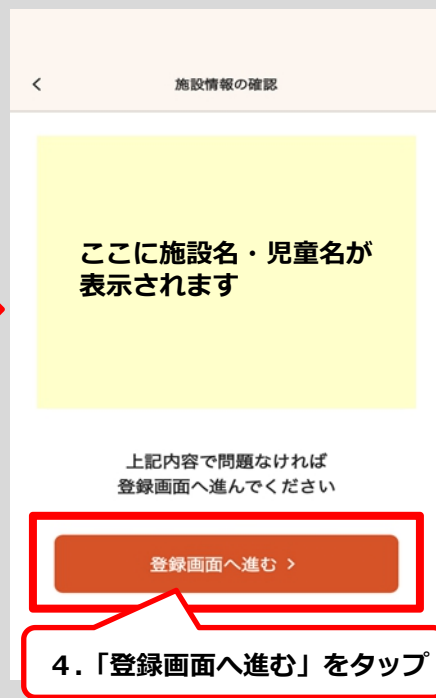 施設情報の確認
ここに施設名・児童名が
表示されます
上記内容で問題なければ
登録画面へ進んでください
登録画面へ進む >
４.「登録画面へ進む」をタップ